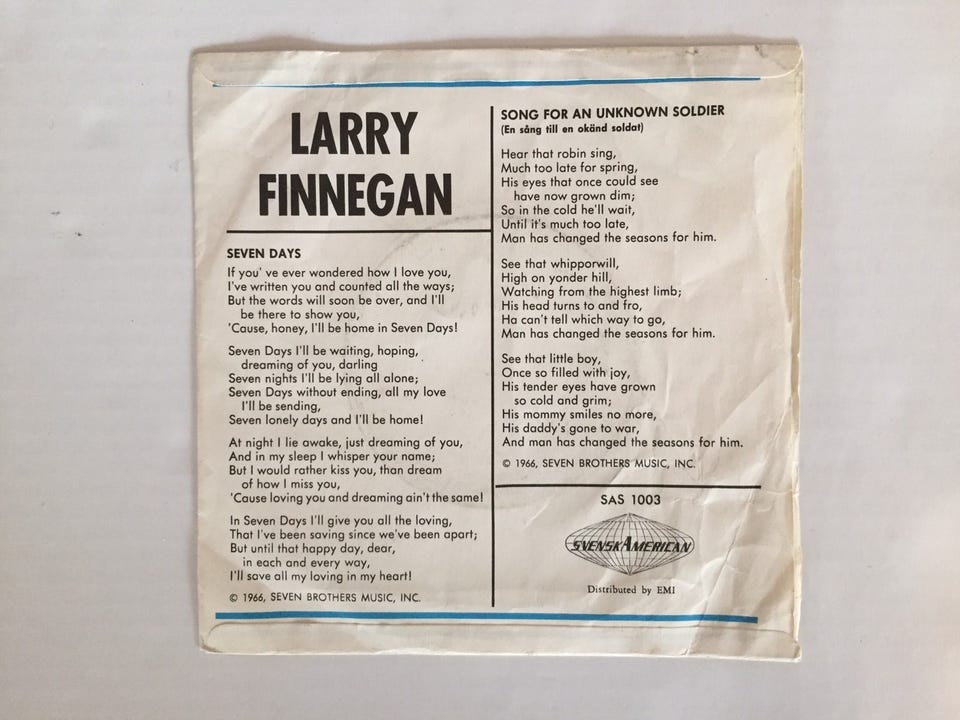 LARRY
FINNEGAN
SEVEN DAYS
If you' ve ever wondered how I love you,
I've written you and counted all the ways;
But the words will soon be over, and I'll
be there to show you,
'Cause, honey, I'll be home in Seven Days!
Seven Days I'll be waiting, hoping,
dreaming of you, darling
Seven nights I'll be lying all alone;
Seven Days without ending, all my love
I'll be sending,
Seven lonely days and I'll be home!
At night I lie awake, just dreaming of you,
And in my sleep I whisper your name;
But I would rather kiss you, than dream
of how I miss you,
'Cause loving you and dreaming ain't the same!
In Seven Days I'll give you all the loving,
That I've been saving since we've been apart;
But until that happy day, dear,
in each and every way,
I'll save all my loving in my heart!
© 1966, SEVEN BROTHERS MUSIC, INC.
SONG FOR AN UNKNOWN SOLDIER
(En sång till en okänd soldat)
Hear that robin sing,
Much too late for spring,
His eyes that once could see
have now grown dim;
So in the cold he'll wait,
Until it's much too late,
Man has changed the seasons for him.
See that whipporwill,
High on yonder hill,
Watching from the highest limb;
His head turns to and fro,
Ha can't tell which way to go,
Man has changed the seasons for him.
See that little boy,
Once so filled with joy,
His tender eyes have grown
so cold and grim;
His mommy smiles no more,
His daddy's gone to war,
And man has changed the seasons for him.
© 1966, SEVEN BROTHERS MUSIC, INC.
SAS 1003
SVENSKAMERICAN
Distributed by EMI